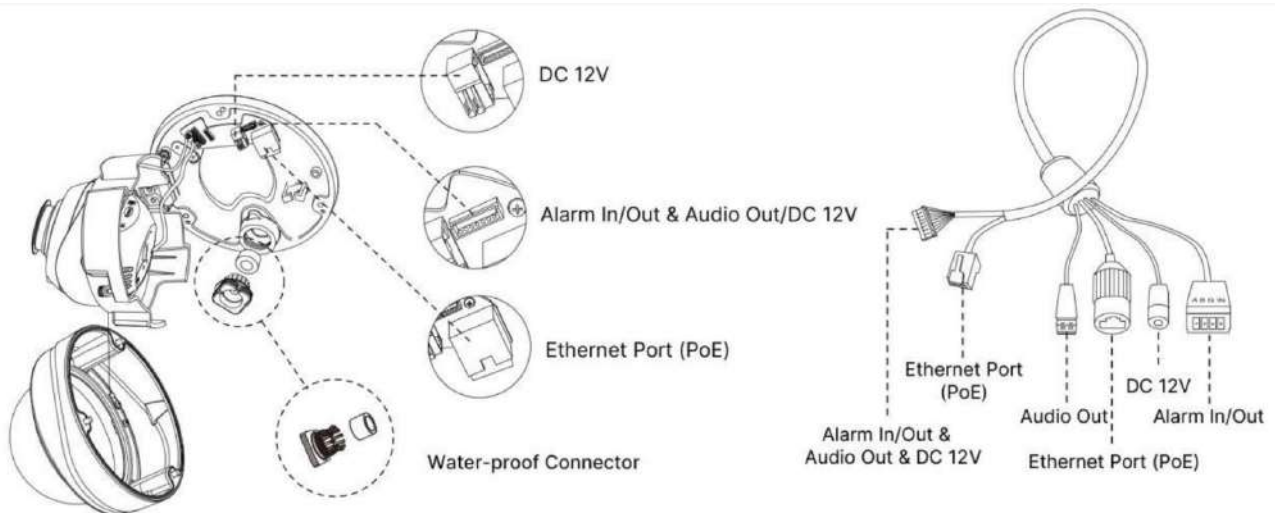 DC 12V
Alarm In/Out & Audio Out/DC 12V
Ethernet Port (PoE)
Water-proof Connector
A B G IN
Ethernet Port
(PoE)
Alarm In/Out &
Audio Out & DC 12V
Audio Out
Ethernet Port (PoE)
DC 12V
Alarm In/Out